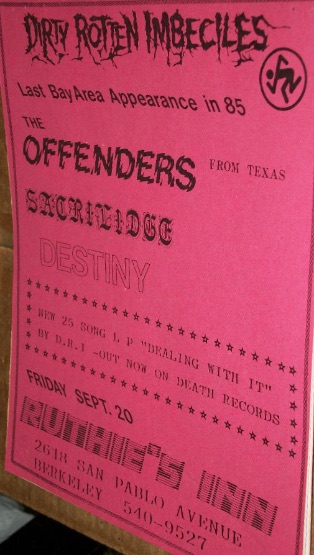 DIRTY ROTTEN IMBECILES
Last Bay Area Appearance in 85
THE
OFFENDERS FROM TEXAS
SACRILIDGE
DESTINY
NEW 25 SONG L P "DEALING WITH IT"
BY D.R.I -OUT NOW ON DEATH RECORDS
FRIDAY SEPT. 20
RUTHIE'S INN
2618 SAN PABLO AVENUE
BERKELEY 540-9527